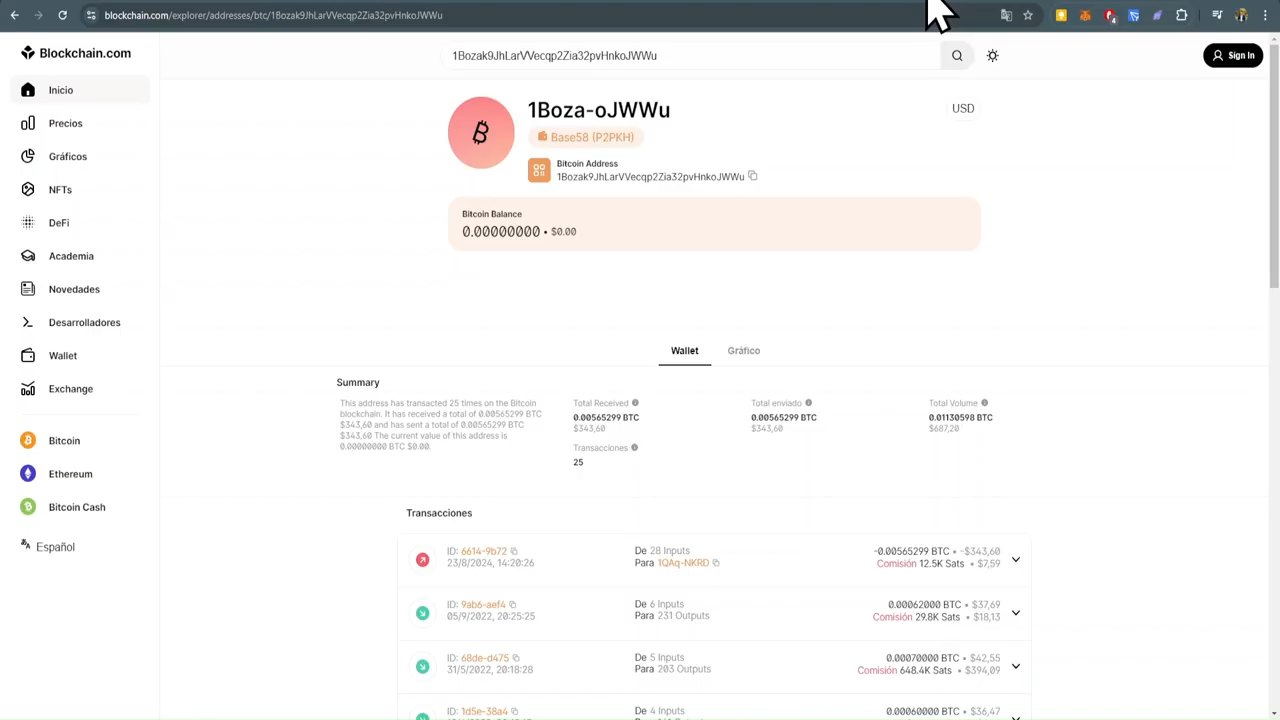 blockchain.com/explorer/addresses/btc/1Bozak9JhLarVVecqp2Zia32pvHnkoJWWu
Blockchain.com
1Bozak9JhLarVVecqp2Zia32pvHnkoJWWu
Sign In
Inicio
Precios
Gráficos
NFTs
DeFi
Academia
Novedades
Desarrolladores
Wallet
Exchange
Bitcoin
Ethereum
Bitcoin Cash
Español
1Boza-oJWWu
USD
Base58 (P2PKH)
Bitcoin Address
1Bozak9JhLarVVecqp2Zia32pvHnkoJWWu
Bitcoin Balance
0.00000000 • $0.00
Wallet Gráfico
Summary
This address has transacted 25 times on the Bitcoin
blockchain. It has received a total of 0.00565299 BTC
$343,60 and has sent a total of 0.00565299 BTC
$343,60 The current value of this address is
0.00000000 BTC $0.00.
Total Received
0.00565299 BTC
$343,60
Total enviado
0.00565299 BTC
$343,60
Total Volume
0.01130598 BTC
$687,20
Transacciones
25
Transacciones
ID: 6614-9b72
23/8/2024, 14:20:26
De 28 Inputs
Para 1QAq-NKRD
-0.00565299 BTC • -$343,60
Comisión 12.5K Sats • $7,59
ID: 9ab6-aef4
05/9/2022, 20:25:25
De 6 Inputs
Para 231 Outputs
0.00062000 BTC • $37,69
Comisión 29.8K Sats • $18,13
ID: 68de-d475
31/5/2022, 20:18:28
De 5 Inputs
Para 203 Outputs
0.00070000 BTC • $42,55
Comisión 648.4K Sats • $394,09
ID: 1d5e-38a4
De 4 Inputs
0.00060000 BTC • $36,47